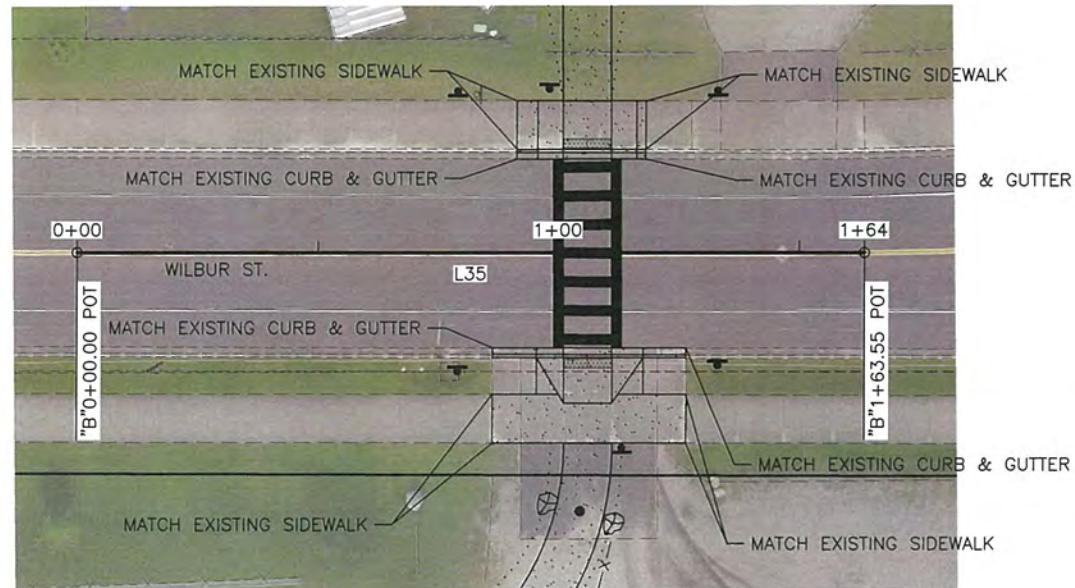 MATCH EXISTING SIDEWALK
MATCH EXISTING SIDEWALK
MATCH EXISTING CURB & GUTTER
MATCH EXISTING CURB & GUTTER
0+00
1+00
1+64
WILBUR ST.
L35
"B"0+00.00 POT
"B"1+63.55 POT
MATCH EXISTING CURB & GUTTER
MATCH EXISTING CURB & GUTTER
MATCH EXISTING SIDEWALK
MATCH EXISTING SIDEWALK